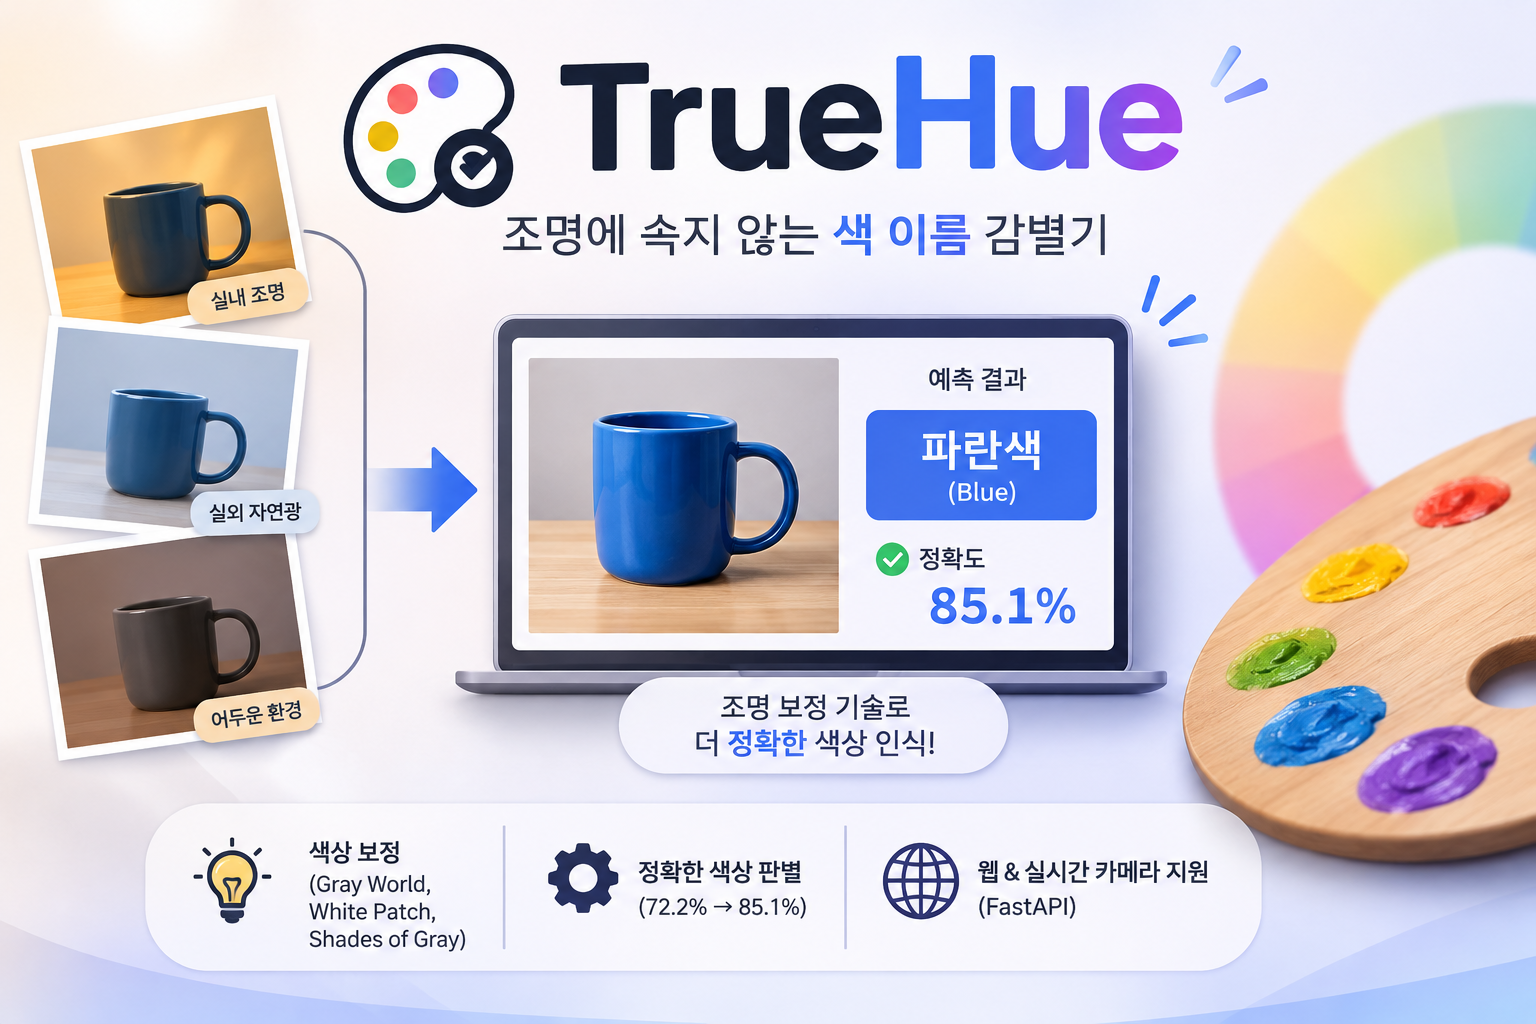 TrueHue
조명에 속지 않는 색 이름 감별기
실내 조명
실외 자연광
어두운 환경
예측 결과
파란색
(Blue)
정확도
85.1%
조명 보정 기술로
더 정확한 색상 인식!
색상 보정
(Gray World,
White Patch,
Shades of Gray)
정확한 색상 판별
(72.2% → 85.1%)
웹 & 실시간 카메라 지원
(FastAPI)